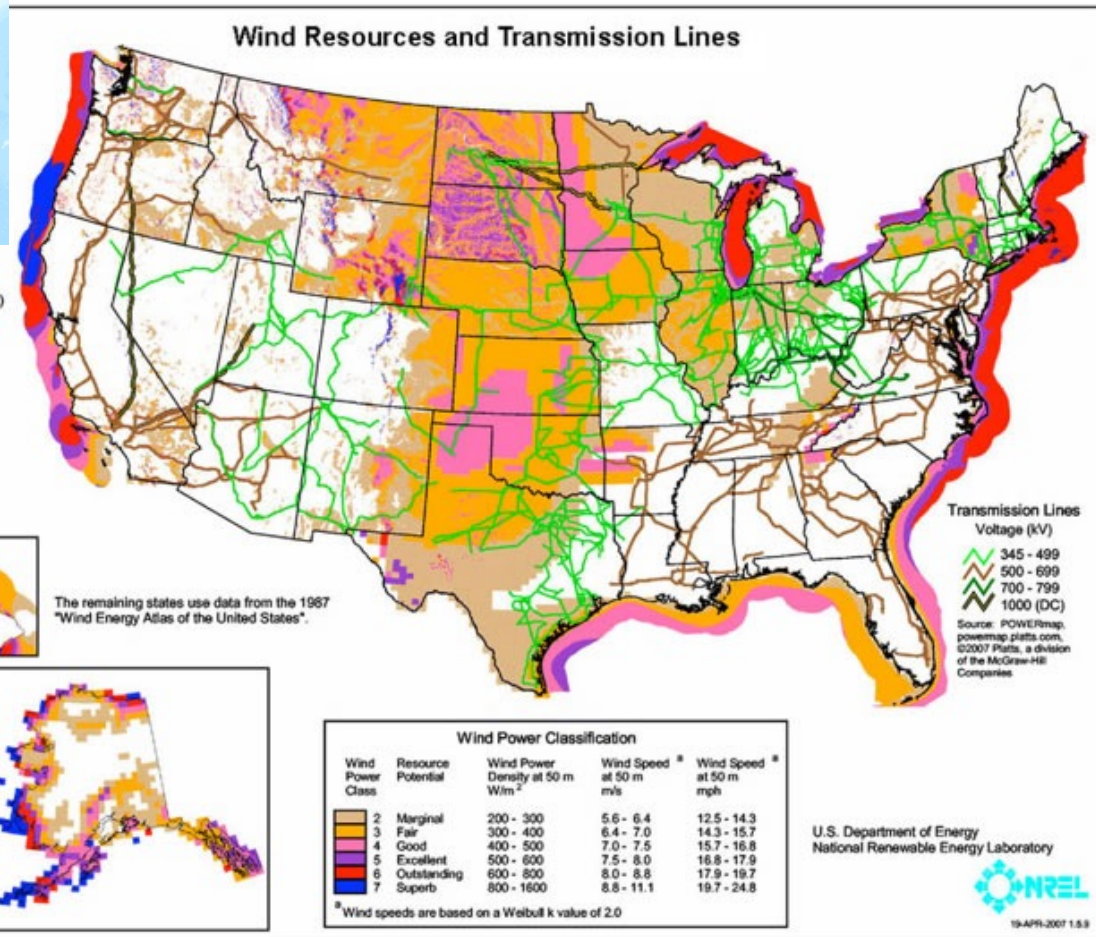 Wind Resources and Transmission Lines
Transmission Lines
Voltage (kV)
345 - 499
500 - 699
700 - 799
1000 (DC)
Source: POWERmap,
powermap.platts.com,
©2007 Platts, a division
of the McGraw-Hill
Companies
The remaining states use data from the 1987
"Wind Energy Atlas of the United States".
Wind Power Classification
Wind Power Class Resource Potential Wind Power Density at 50 m W/m² Wind Speed a at 50 m m/s Wind Speed a at 50 m mph
2 Marginal 200 - 300 5.6 - 6.4 12.5 - 14.3
3 Fair 300 - 400 6.4 - 7.0 14.3 - 15.7
4 Good 400 - 500 7.0 - 7.5 15.7 - 16.8
5 Excellent 500 - 600 7.5 - 8.0 16.8 - 17.9
6 Outstanding 600 - 800 8.0 - 8.8 17.9 - 19.7
7 Superb 800 - 1600 8.8 - 11.1 19.7 - 24.8
a Wind speeds are based on a Weibull k value of 2.0
U.S. Department of Energy
National Renewable Energy Laboratory
NREL